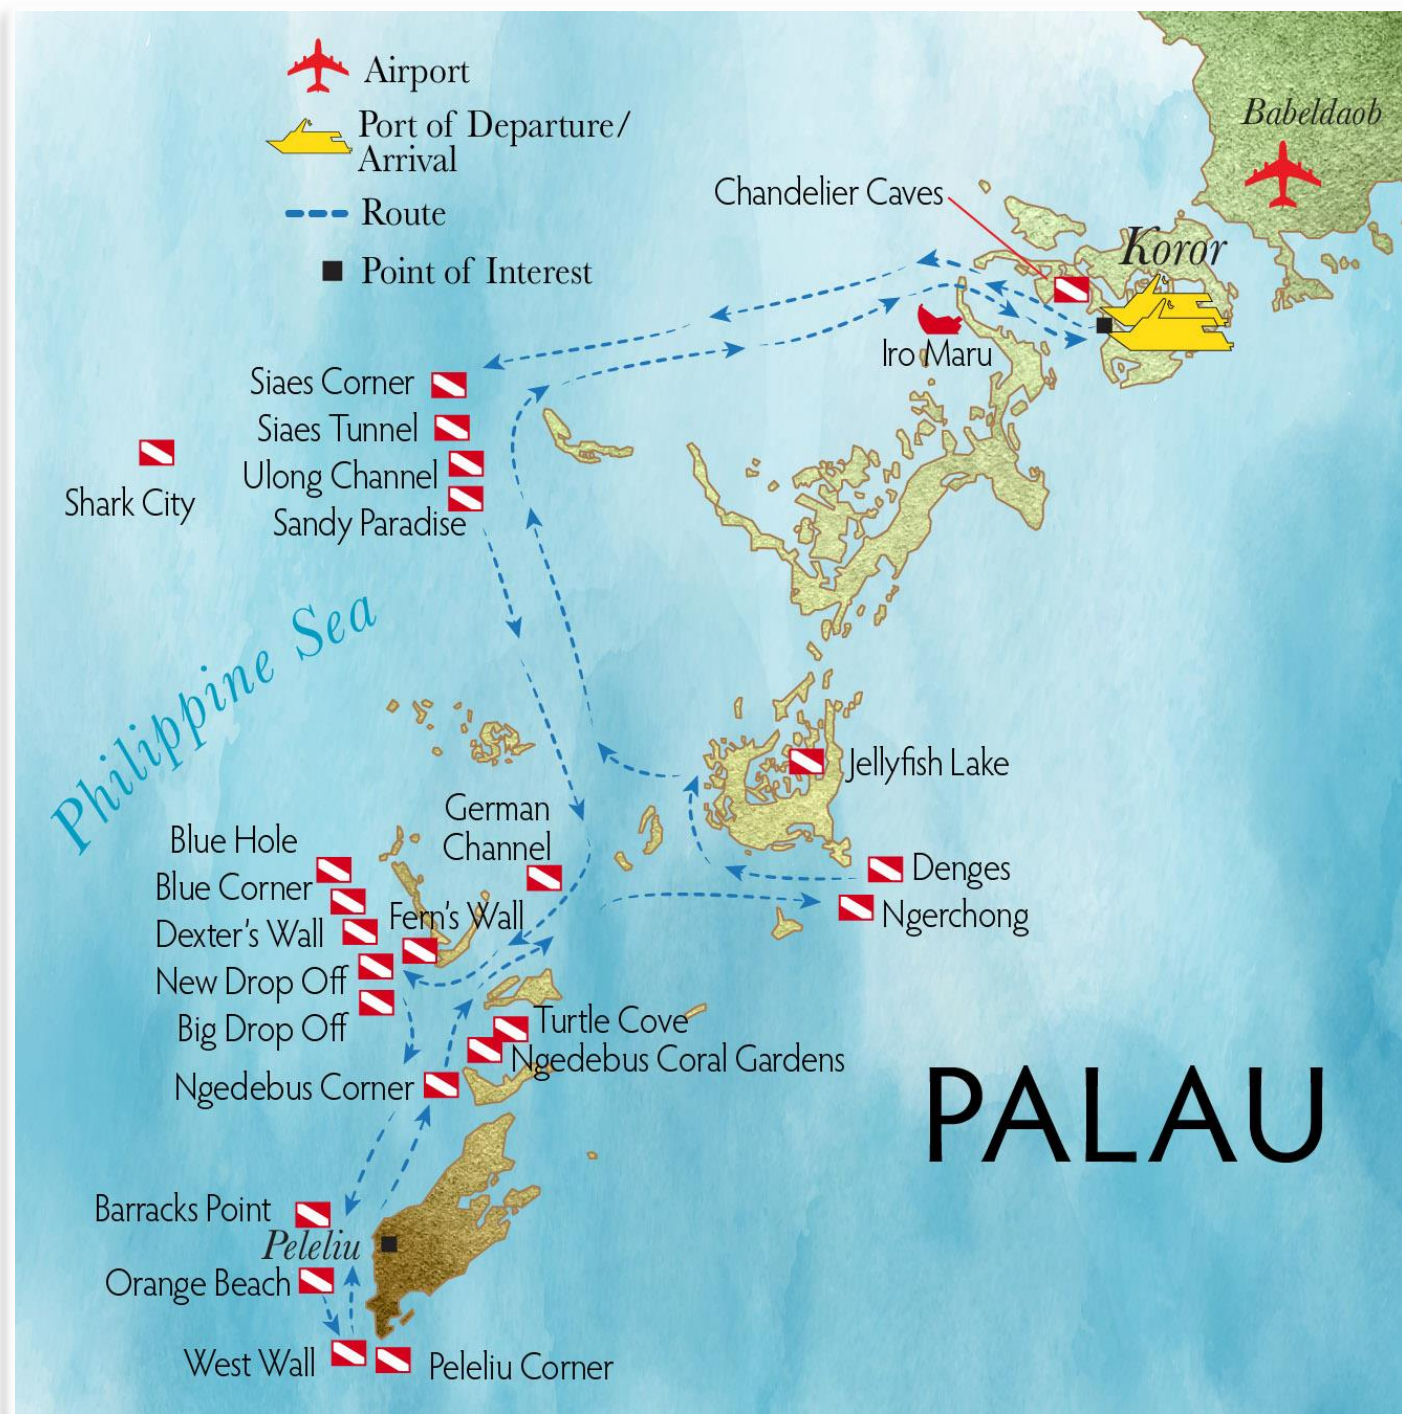 Airport
Port of Departure/
Arrival
Route
Point of Interest
Babeldaob
Chandelier Caves
Koror
Iro Maru
Siaes Corner
Siaes Tunnel
Ulong Channel
Sandy Paradise
Shark City
Philippine Sea
Jellyfish Lake
German
Channel
Blue Hole
Blue Corner
Dexter's Wall
Fern's Wall
New Drop Off
Big Drop Off
Denges
Ngerchong
Turtle Cove
Ngedebus Coral Gardens
Ngedebus Corner
PALAU
Barracks Point
Peleliu
Orange Beach
West Wall
Peleliu Corner